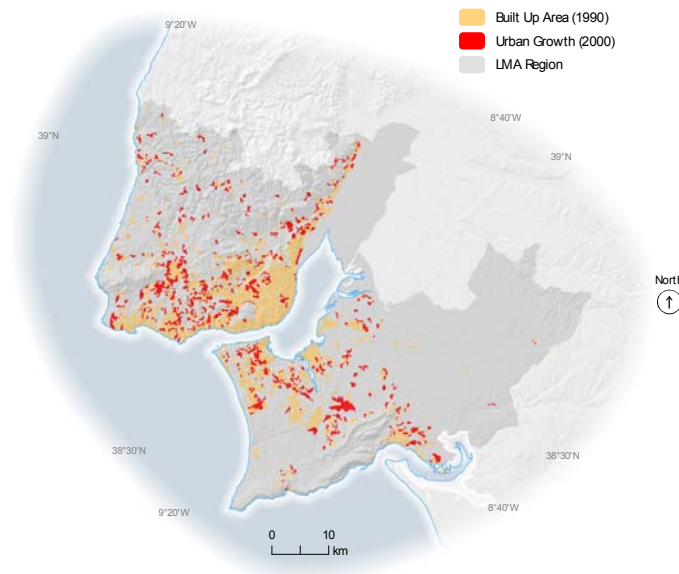 Built Up Area (1990)
Urban Growth (2000)
LMA Region
9°20'W
8°40'W
39°N
39°N
North
38°30'N
38°30'N
9°20'W
8°40'W
0 10
km